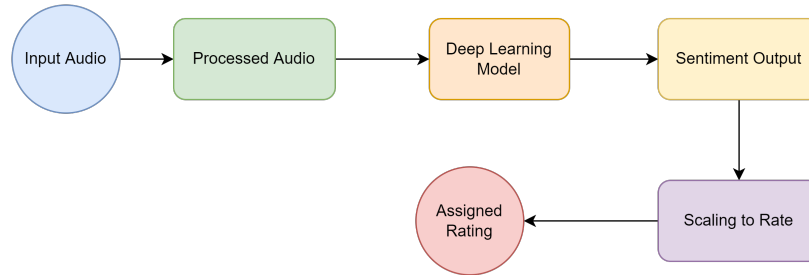 Input Audio
Processed Audio
Deep Learning
Model
Sentiment Output
Scaling to Rate
Assigned
Rating